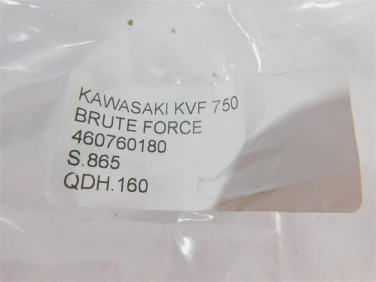 KAWASAKI KVF 750
BRUTE FORCE
460760180
S.865
QDH.160